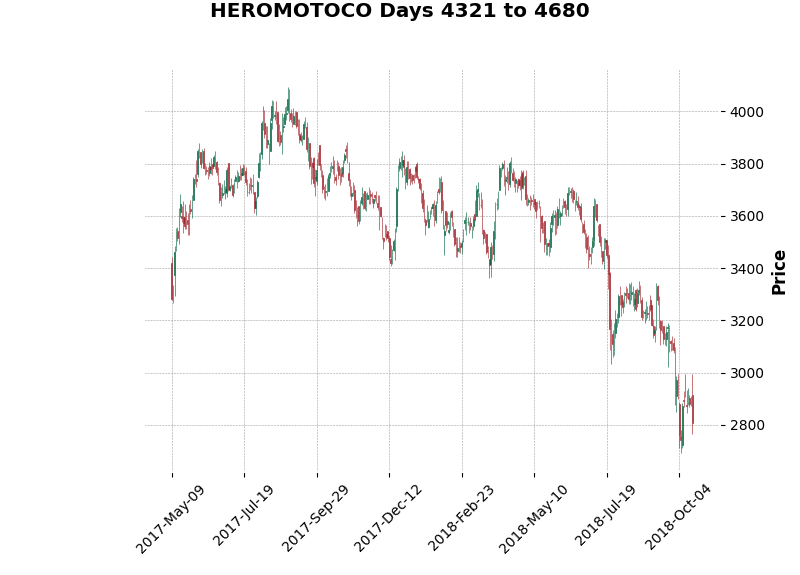 HEROMOTOCO Days 4321 to 4680
4000
3800
3600
3400
3200
3000
2800
Price
2017-May-09
2017-Jul-19
2017-Sep-29
2017-Dec-12
2018-Feb-23
2018-May-10
2018-Jul-19
2018-Oct-04